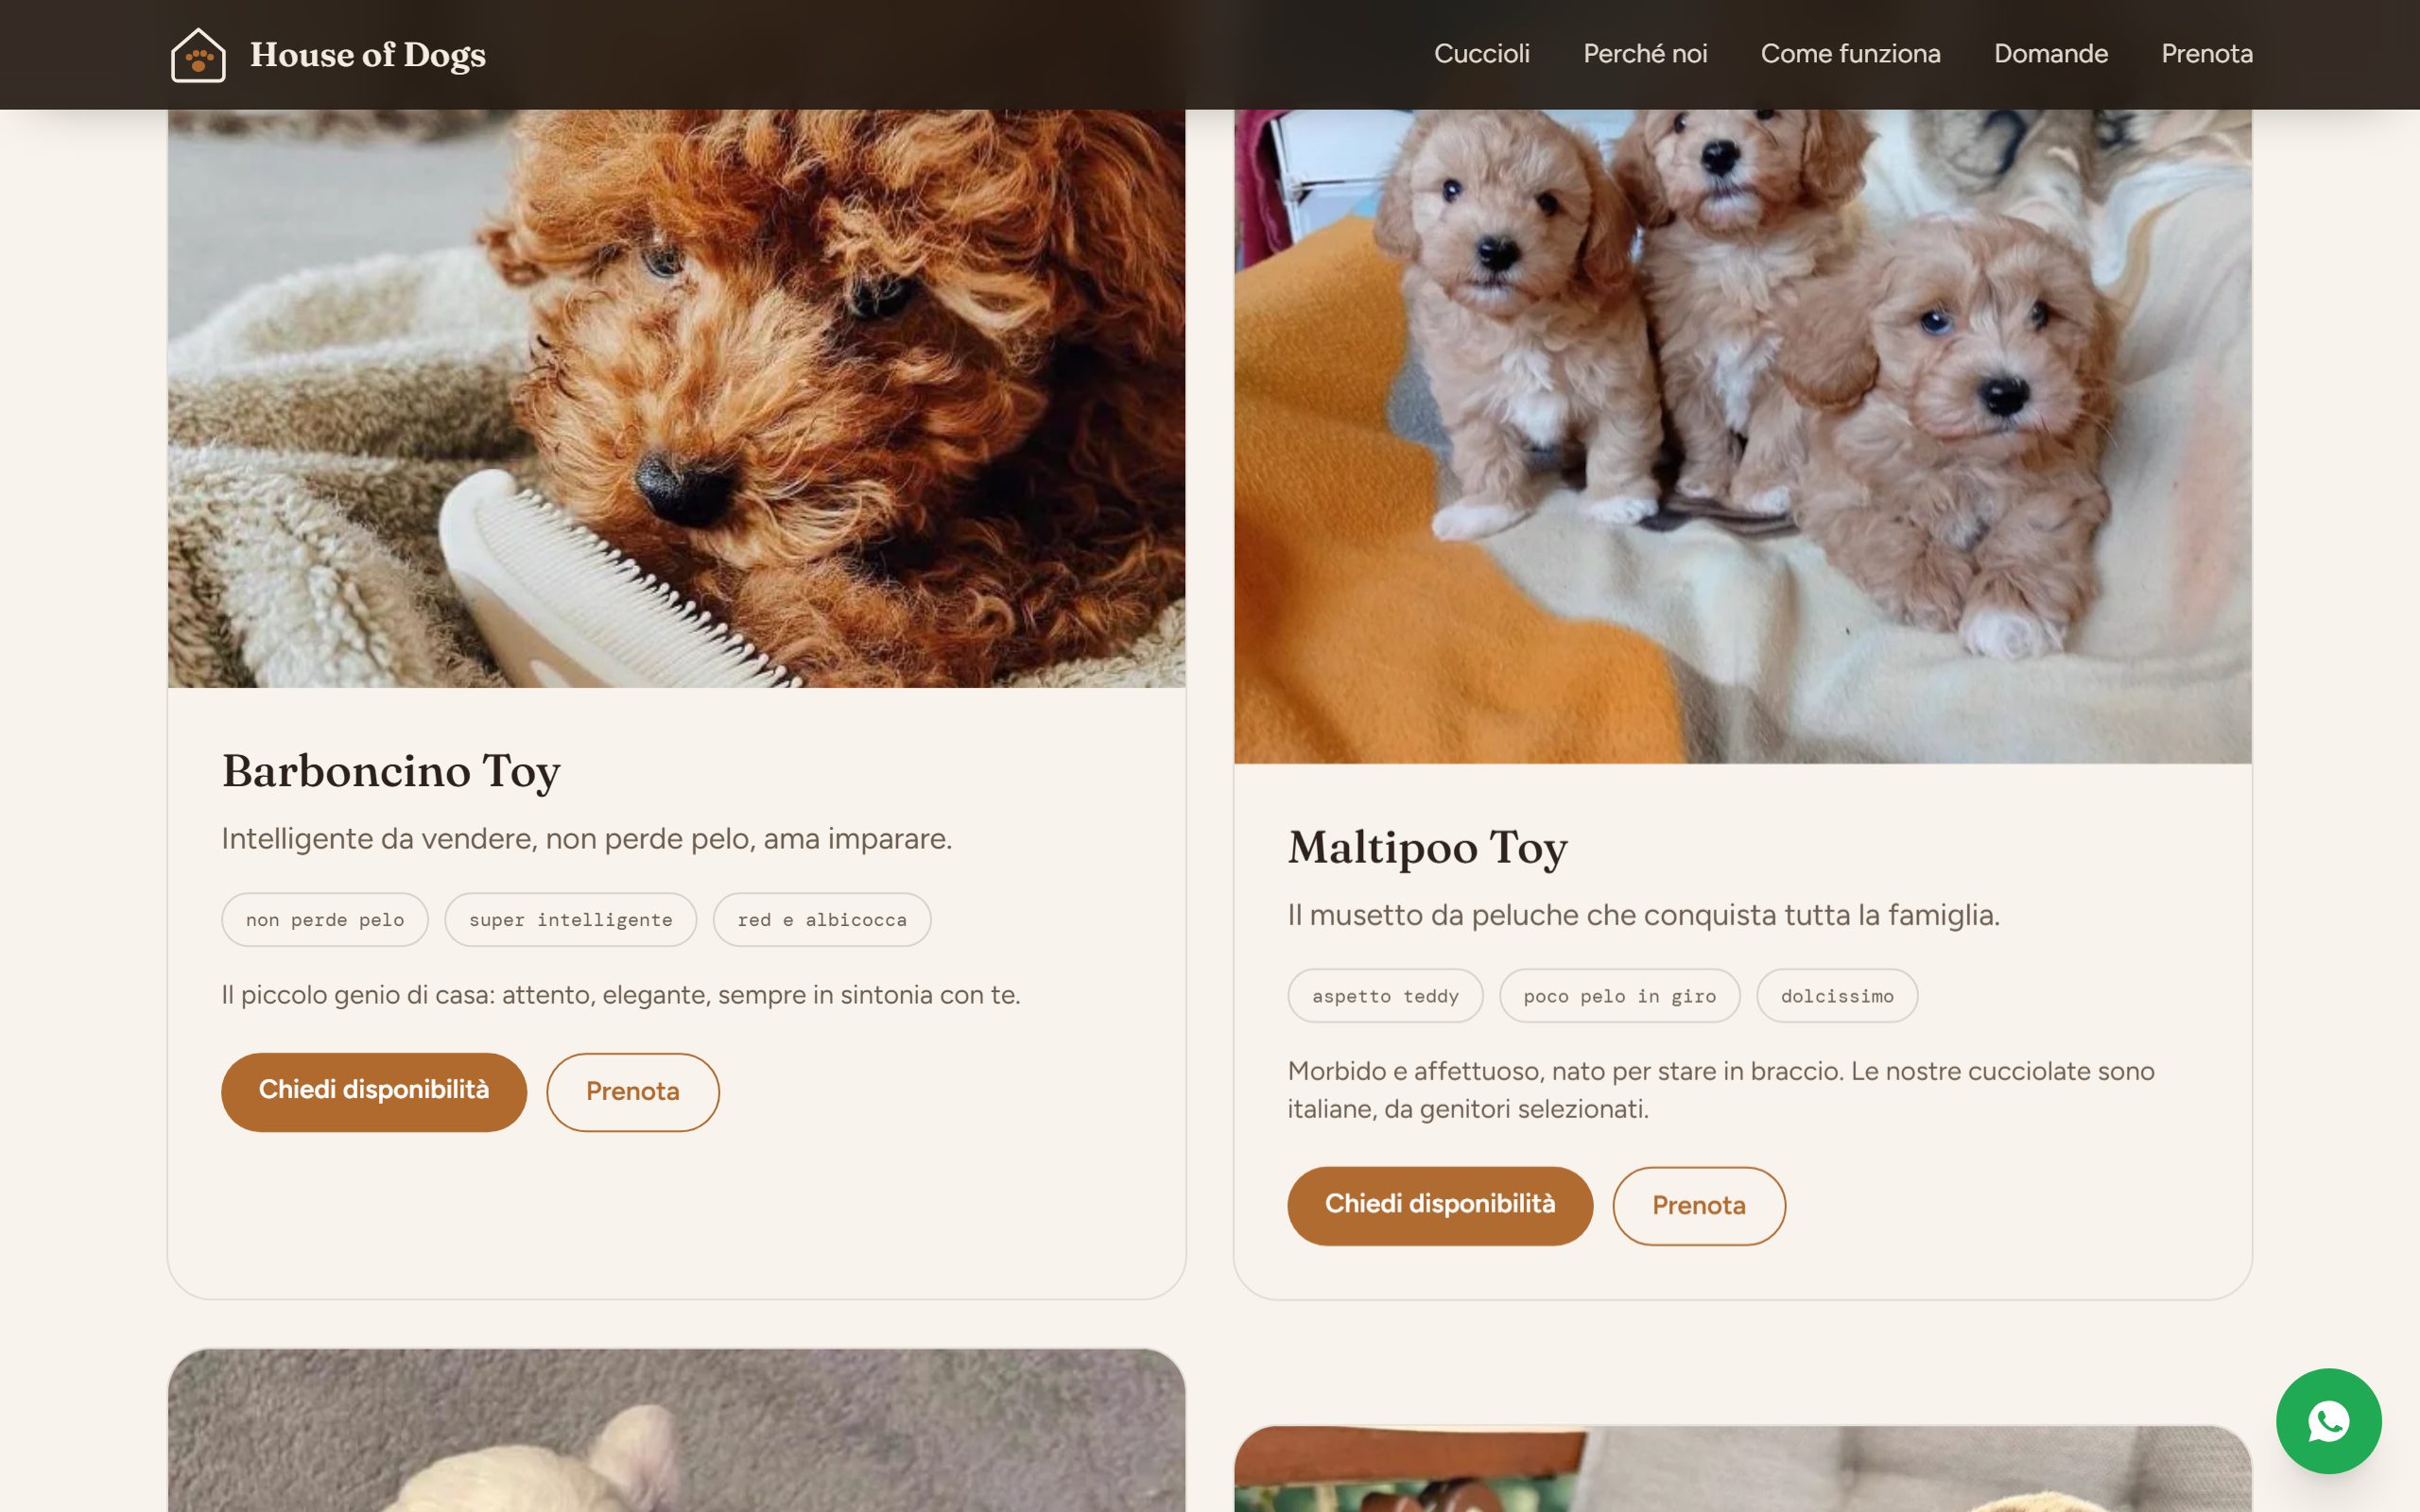 House of Dogs
Cuccioli
Perché noi
Come funziona
Domande
Prenota
Barboncino Toy
Intelligente da vendere, non perde pelo, ama imparare.
non perde pelo
super intelligente
red e albicocca
Il piccolo genio di casa: attento, elegante, sempre in sintonia con te.
Chiedi disponibilità
Prenota
Maltipoo Toy
Il musetto da peluche che conquista tutta la famiglia.
aspetto teddy
poco pelo in giro
dolcissimo
Morbido e affettuoso, nato per stare in braccio. Le nostre cucciolate sono
italiane, da genitori selezionati.
Chiedi disponibilità
Prenota